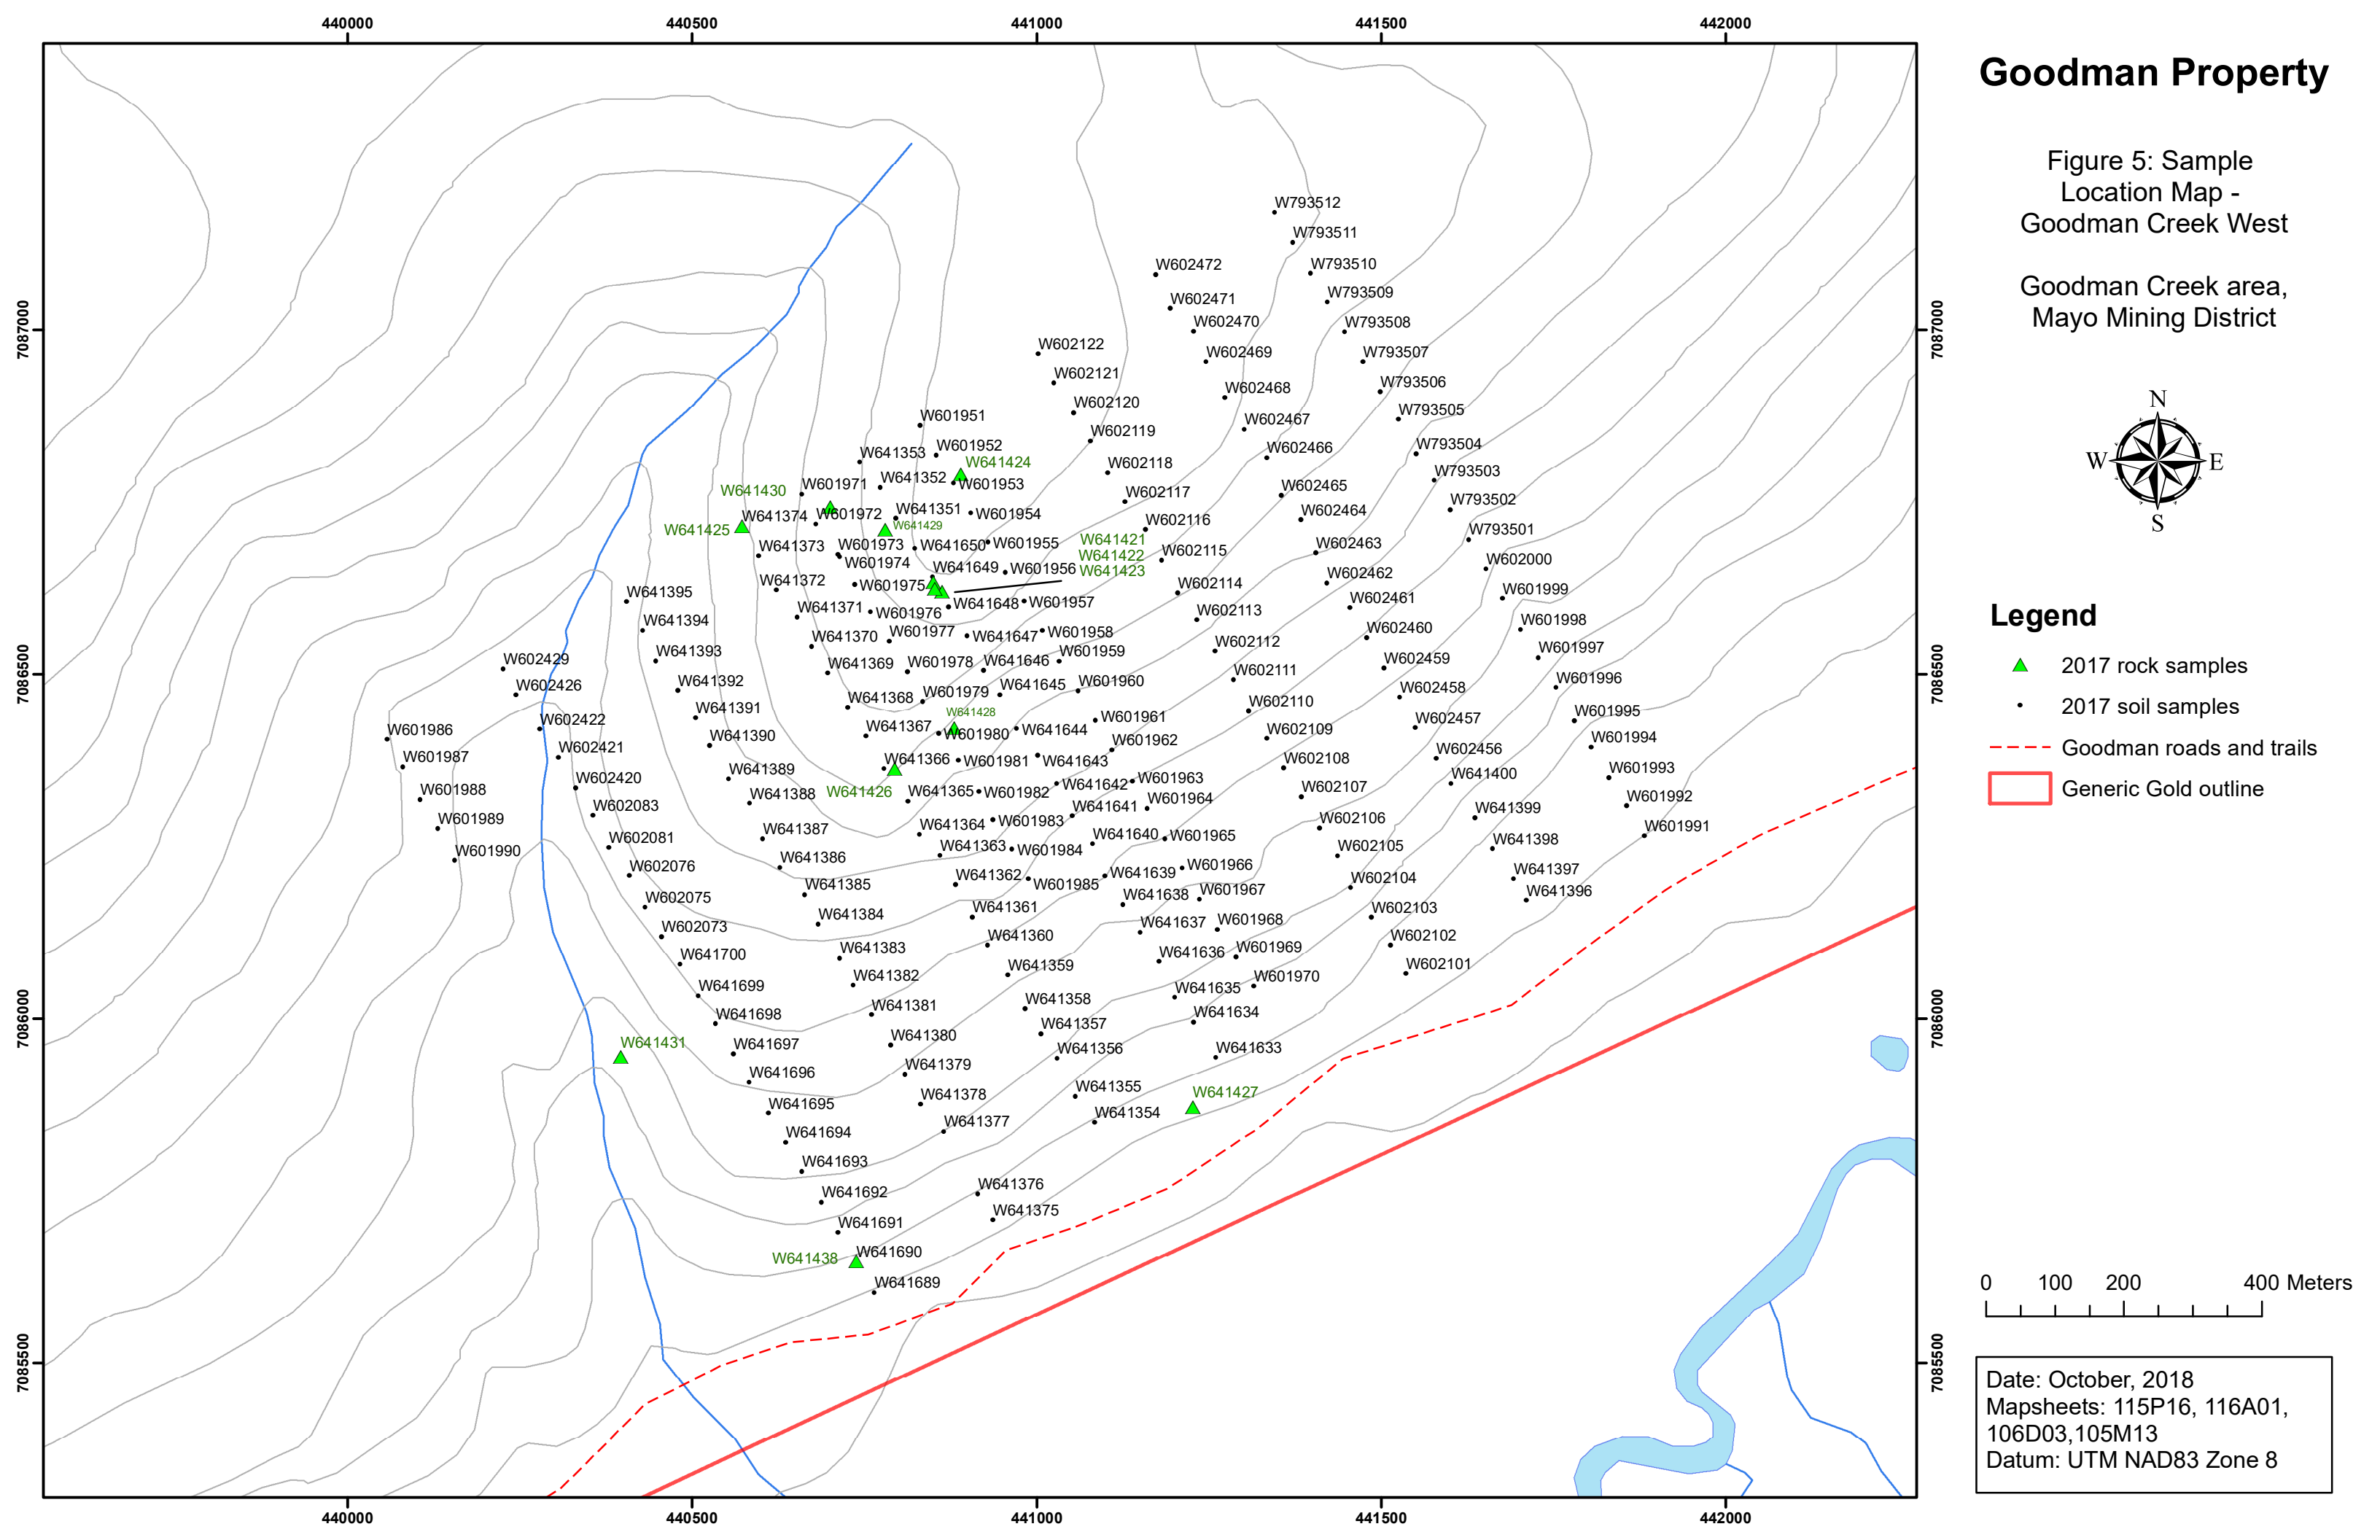 440000 440500 441000 441500 442000
Goodman Property
Figure 5: Sample
Location Map -
Goodman Creek West
Goodman Creek area,
Mayo Mining District
N
W E
S
Legend
2017 rock samples
2017 soil samples
Goodman roads and trails
Generic Gold outline
0 100 200 400 Meters
Date: October, 2018
Mapsheets: 115P16, 116A01,
106D03,105M13
Datum: UTM NAD83 Zone 8
7087000
7086500
7086000
7085500
7087000
7086500
7086000
7085500
440000 440500 441000 441500 442000
W793512
W793511
W793510
W793509
W793508
W793507
W793506
W793505
W793504
W793503
W793502
W793501
W602000
W601999
W601998
W601997
W601996
W601995
W601994
W601993
W601992
W601991
W602472
W602471
W602470
W602469
W602468
W602467
W602466
W602465
W602464
W602463
W602462
W602461
W602460
W602459
W602458
W602457
W602456
W641400
W641399
W641398
W641397
W641396
W602122
W602121
W602120
W602119
W602118
W602117
W602116
W602115
W602114
W602113
W602112
W602111
W602110
W602109
W602108
W602107
W602106
W602105
W602104
W602103
W602102
W602101
W601951
W601952
W641424
W601953
W601954
W601955
W601956
W601957
W601958
W601959
W601960
W601961
W601962
W601963
W601964
W601965
W601966
W601967
W601968
W601969
W601970
W641421
W641422
W641423
W641353
W641352
W641351
W641429
W641650
W641649
W641648
W641647
W641646
W641645
W641644
W641643
W641642
W641641
W641640
W641639
W641638
W641637
W641636
W641635
W641634
W641633
W641427
W641430
W601971
W601972
W601973
W601974
W601975
W601976
W601977
W601978
W601979
W641428
W601980
W601981
W601982
W601983
W601984
W601985
W641425
W641374
W641373
W641372
W641371
W641370
W641369
W641368
W641367
W641366
W641426
W641365
W641364
W641363
W641362
W641361
W641360
W641359
W641358
W641357
W641356
W641355
W641354
W641395
W641394
W641393
W641392
W641391
W641390
W641389
W641388
W641387
W641386
W641385
W641384
W641383
W641382
W641381
W641380
W641379
W641378
W641377
W641376
W641375
W602429
W602426
W602422
W602421
W602420
W602083
W602081
W602076
W602075
W602073
W641700
W641699
W641698
W641697
W641696
W641695
W641694
W641693
W641692
W641691
W641690
W641438
W641689
W601986
W601987
W601988
W601989
W601990
W641431